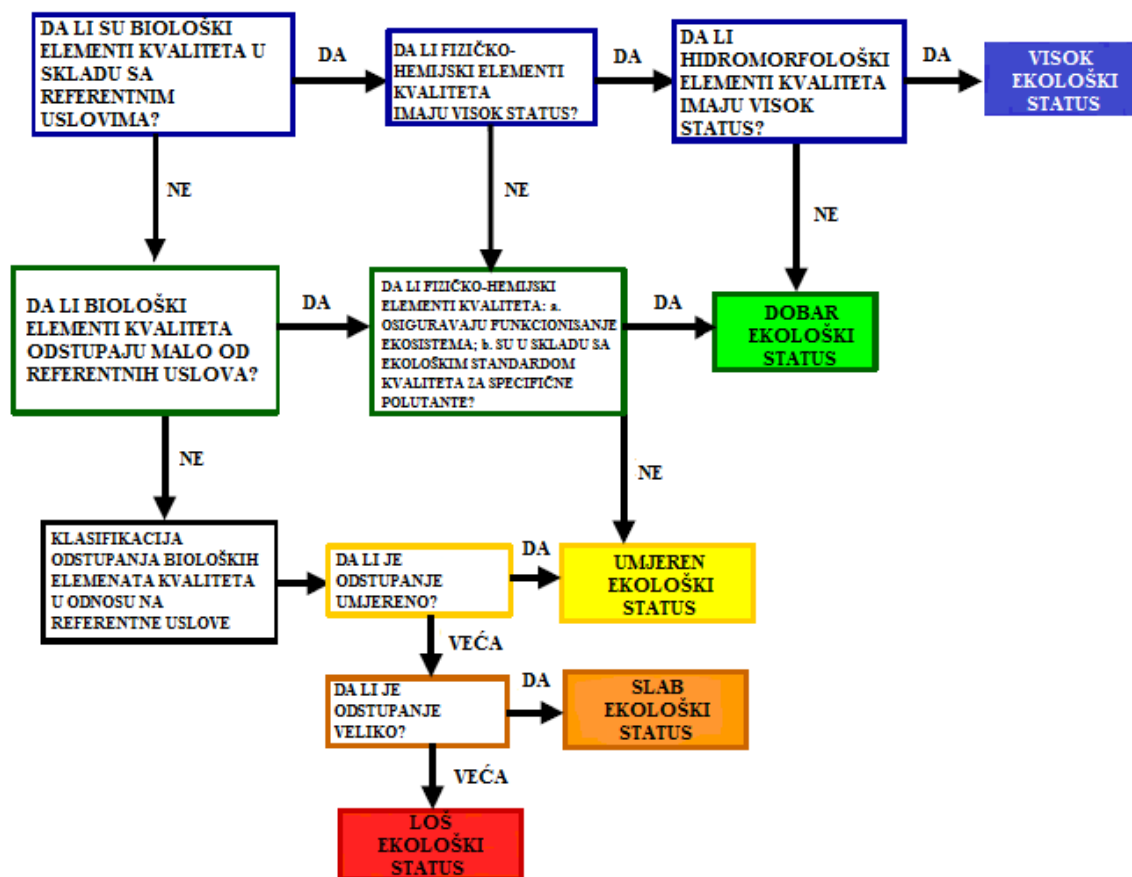 DA LI SU BIOLOŠKI
ELEMENTI KVALITETA U
SKLADU SA
REFERENTNIM
USLOVIMA?
DA
DA LI FIZIČKO-
HEMIJSKI ELEMENTI
KVALITETA
IMAJU VISOK STATUS?
DA
DA LI
HIDROMORFOLOŠKI
ELEMENTI KVALITETA
IMAJU VISOK
STATUS?
DA
VISOK
EKOLOŠKI
STATUS
NE
NE
NE
DA LI BIOLOŠKI
ELEMENTI KVALITETA
ODSTUPAJU MALO OD
REFERENTNIH USLOVA?
DA
DA LI FIZIČKO-HEMIJSKI
ELEMENTI KVALITETA: a.
OSIGURAVAJU FUNKCIONISANJE
EKOSISTEMA; b. SU U SKLADU SA
EKOLOŠKIM STANDARDOM
KVALITETA ZA SPECIFIČNE
POLUTANTE?
DA
DOBAR
EKOLOŠKI
STATUS
NE
NE
KLASIFIKACIJA
ODSTUPANJA BIOLOŠKIH
ELEMENATA KVALITETA
U ODNOSU NA
REFERENTNE USLOVE
DA LI JE
ODSTUPANJE
UMJERENO?
DA
UMJEREN
EKOLOŠKI
STATUS
VEĆA
DA LI JE
ODSTUPANJE
VELIKO?
DA
SLAB
EKOLOŠKI
STATUS
VEĆA
LOŠ
EKOLOŠKI
STATUS